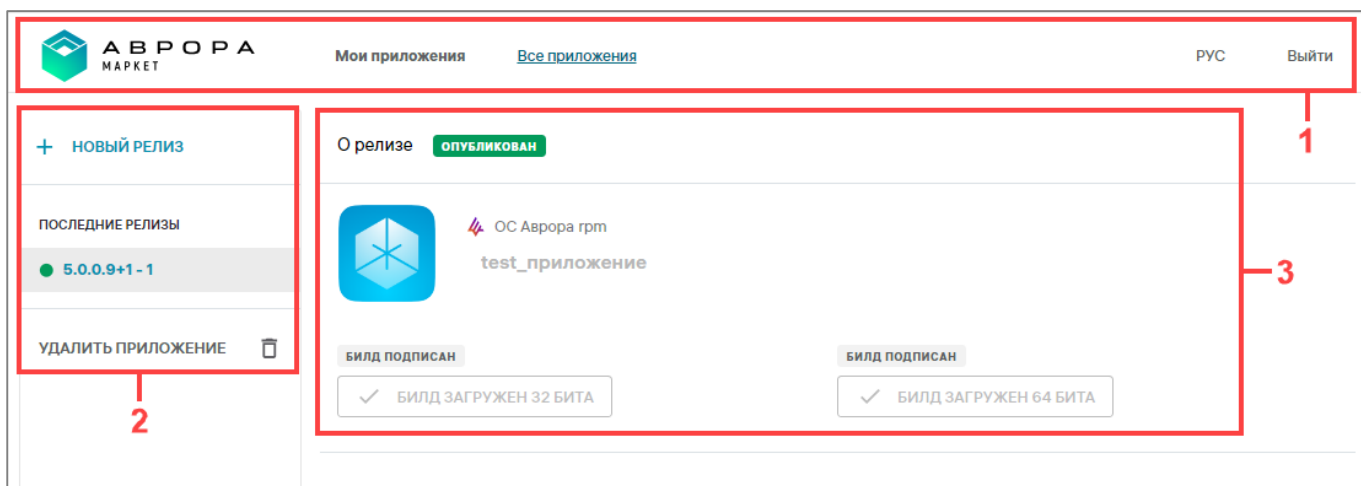 АВРОРА
МАРКЕТ
Мои приложения Все приложения РУС Выйти
1
+ НОВЫЙ РЕЛИЗ
ПОСЛЕДНИЕ РЕЛИЗЫ
5.0.0.9+1 - 1
УДАЛИТЬ ПРИЛОЖЕНИЕ
2
О релизе ОПУБЛИКОВАН
ОС Аврора rpm
test_приложение
3
БИЛД ПОДПИСАН БИЛД ПОДПИСАН
БИЛД ЗАГРУЖЕН 32 БИТА БИЛД ЗАГРУЖЕН 64 БИТА